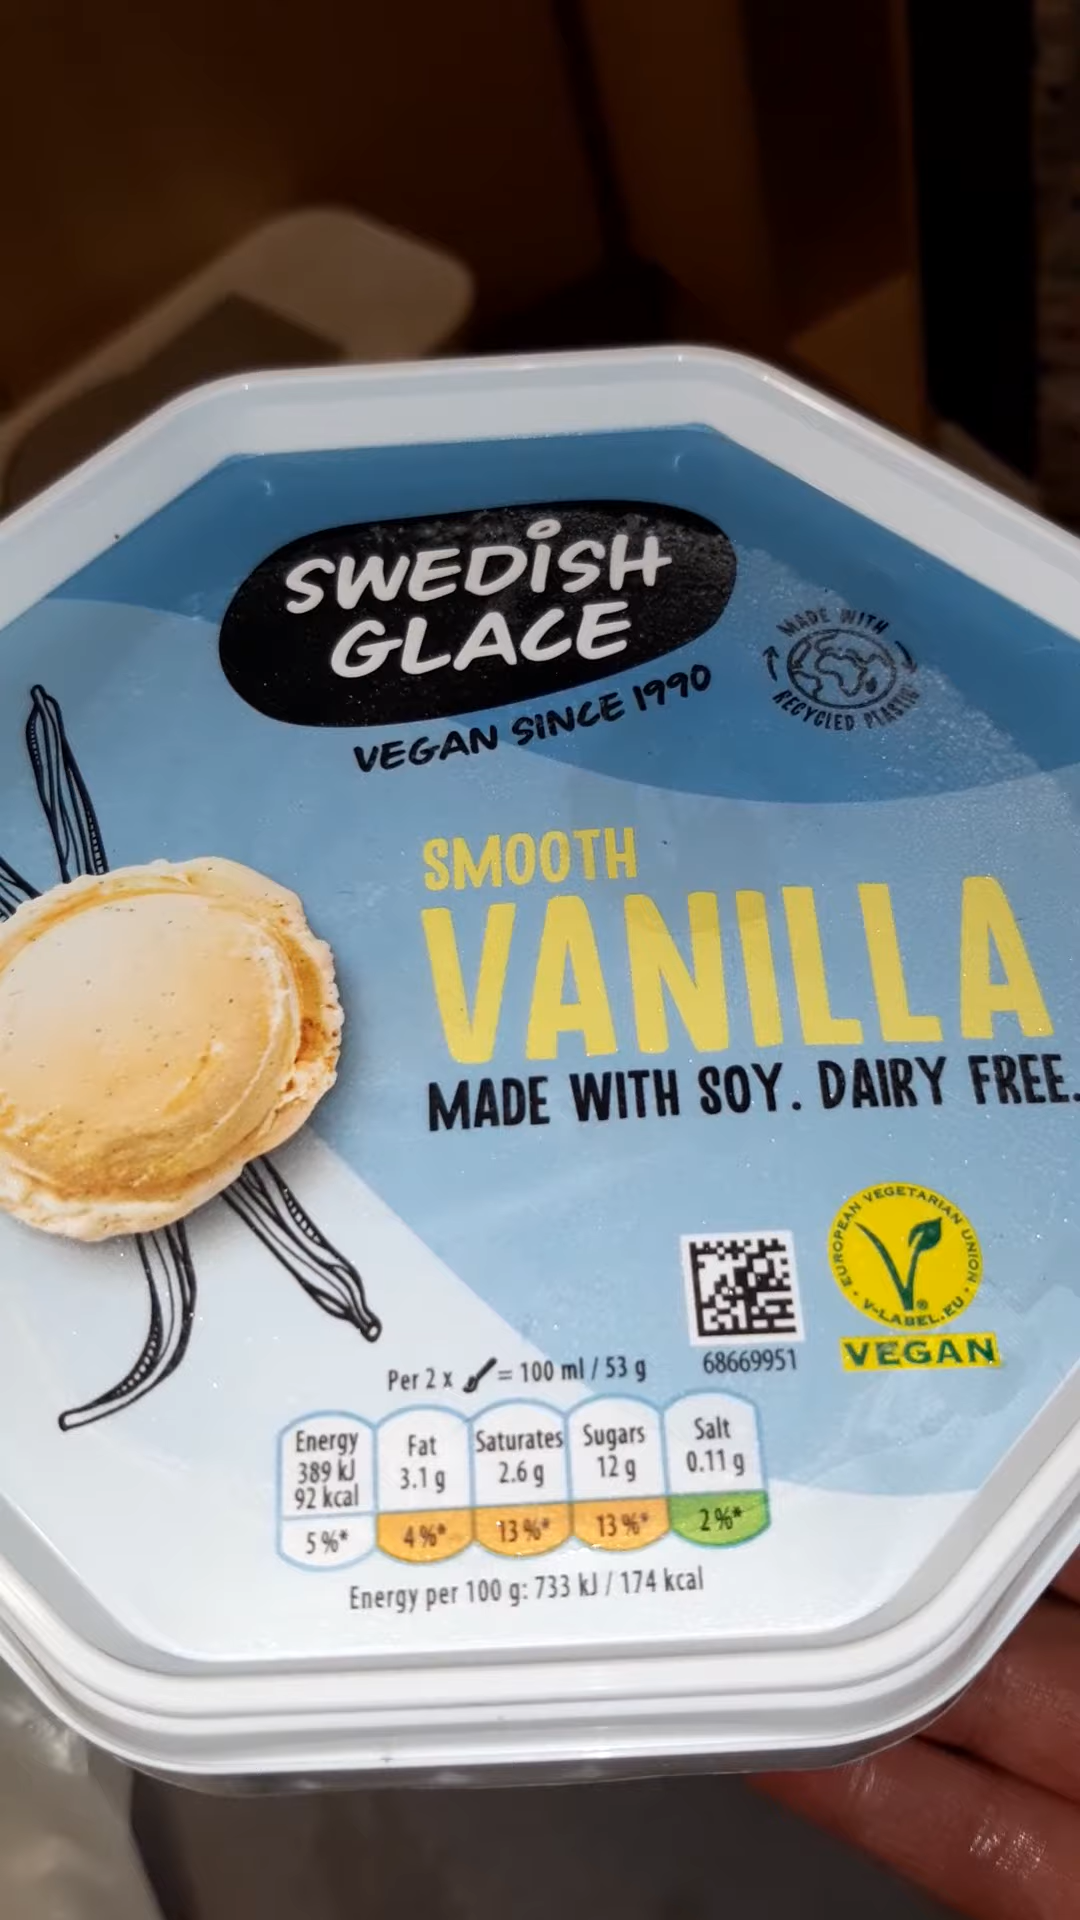 SWEDISH
GLACE
VEGAN SINCE 1990
MADE WITH
RECYCLED PLASTIC
SMOOTH
VANILLA
MADE WITH SOY. DAIRY FREE.
EUROPEAN VEGETARIAN UNION
V-LABEL.EU
VEGAN
68669951
Per 2 x = 100 ml / 53 g
Energy 389 kJ 92 kcal 5%*
Fat 3.1 g 4%*
Saturates 2.6 g 13%*
Sugars 12 g 13%*
Salt 0.11 g 2%*
Energy per 100 g: 733 kJ / 174 kcal